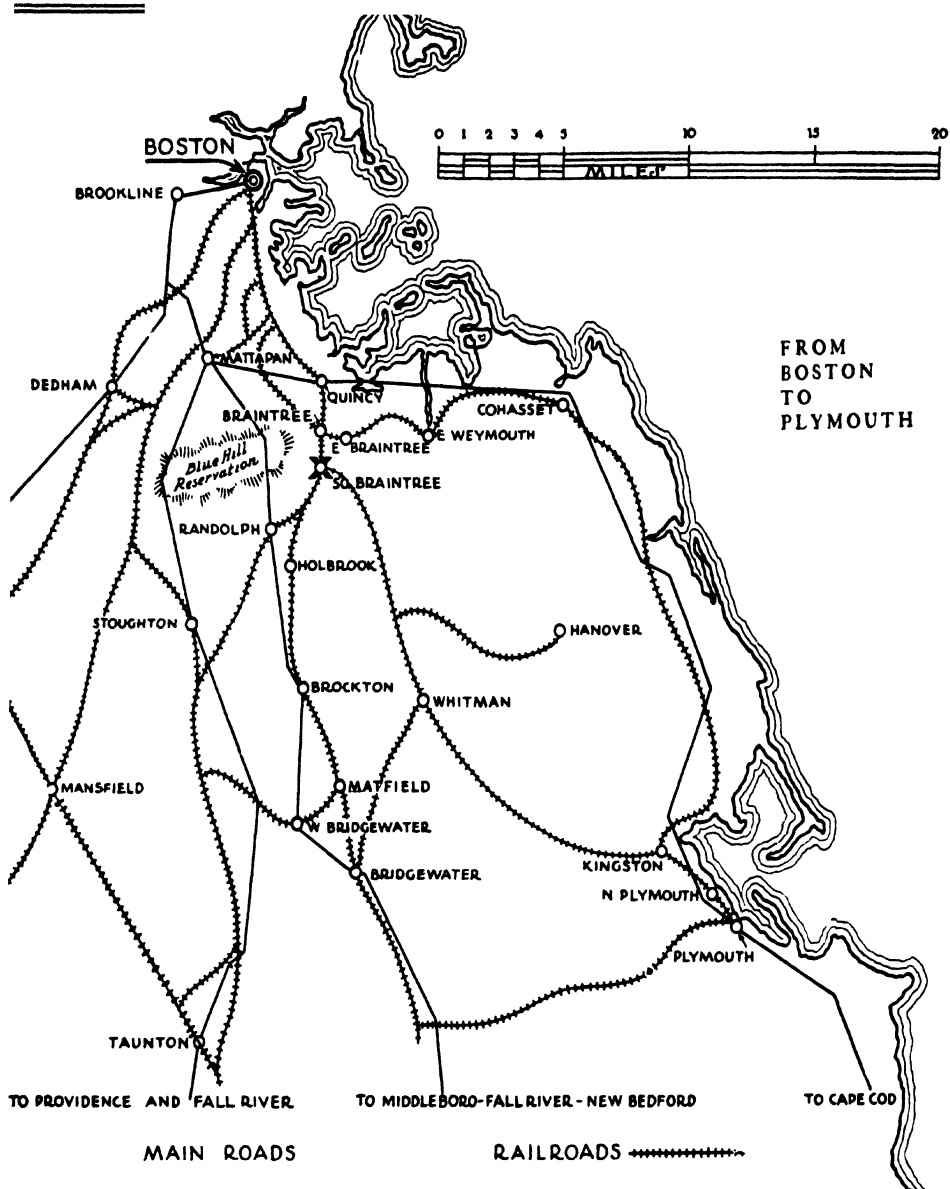 BOSTON
0 1 2 3 4 5 10 15 20
MILES
BROOKLINE
FROM
BOSTON
TO
PLYMOUTH
MATTAPAN
DEDHAM
QUINCY
COHASSET
BRAINTREE
E BRAINTREE
E WEYMOUTH
Blue Hill
Reservation
SO BRAINTREE
RANDOLPH
HOLBROOK
STOUGHTON
HANOVER
BROCKTON
WHITMAN
MANSFIELD
MATFIELD
W BRIDGEWATER
BRIDGEWATER
KINGSTON
N PLYMOUTH
PLYMOUTH
TAUNTON
TO PROVIDENCE AND FALL RIVER
TO MIDDLEBORO-FALL RIVER-NEW BEDFORD
TO CAPE COD
MAIN ROADS
RAILROADS